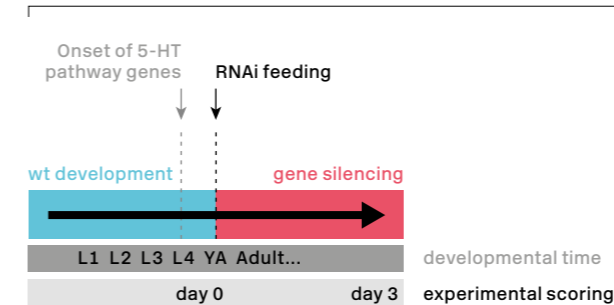 Onset of 5-HT
pathway genes
RNAi feeding
wt development
gene silencing
L1 L2 L3 L4 YA Adult...
developmental time
day 0
day 3
experimental scoring